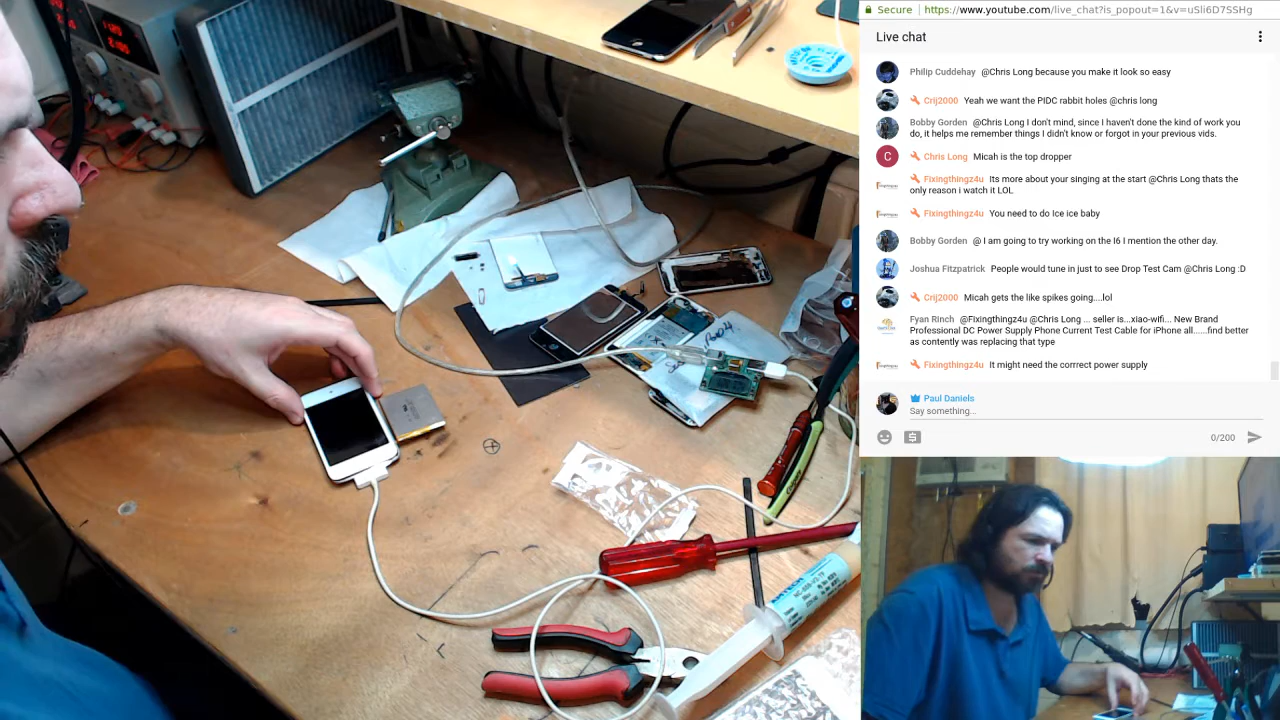 Secure https://www.youtube.com/live_chat?is_popout=1&v=uSli6D7SSHg
Live chat
Philip Cuddehay @Chris Long because you make it look so easy
Crij2000 Yeah we want the PIDC rabbit holes @chris long
Bobby Gorden @Chris Long I don't mind, since I haven't done the kind of work you
do, it helps me remember things I didn't know or forgot in your previous vids.
C Chris Long Micah is the top dropper
Fixingthingz4u Its more about your singing at the start @Chris Long thats the
only reason i watch it LOL
Fixingthingz4u You need to do Ice ice baby
Bobby Gorden @ I am going to try working on the I6 I mention the other day.
Joshua Fitzpatrick People would tune in just to see Drop Test Cam @Chris Long :D
Crij2000 Micah gets the like spikes going....lol
Fyan Rinch @Fixingthingz4u @Chris Long ... seller is...xiao-wifi... New Brand
Professional DC Power Supply Phone Current Test Cable for iPhone all......find better
as contently was replacing that type
Fixingthingz4u It might need the corrrect power supply
Paul Daniels
Say something...
0/200